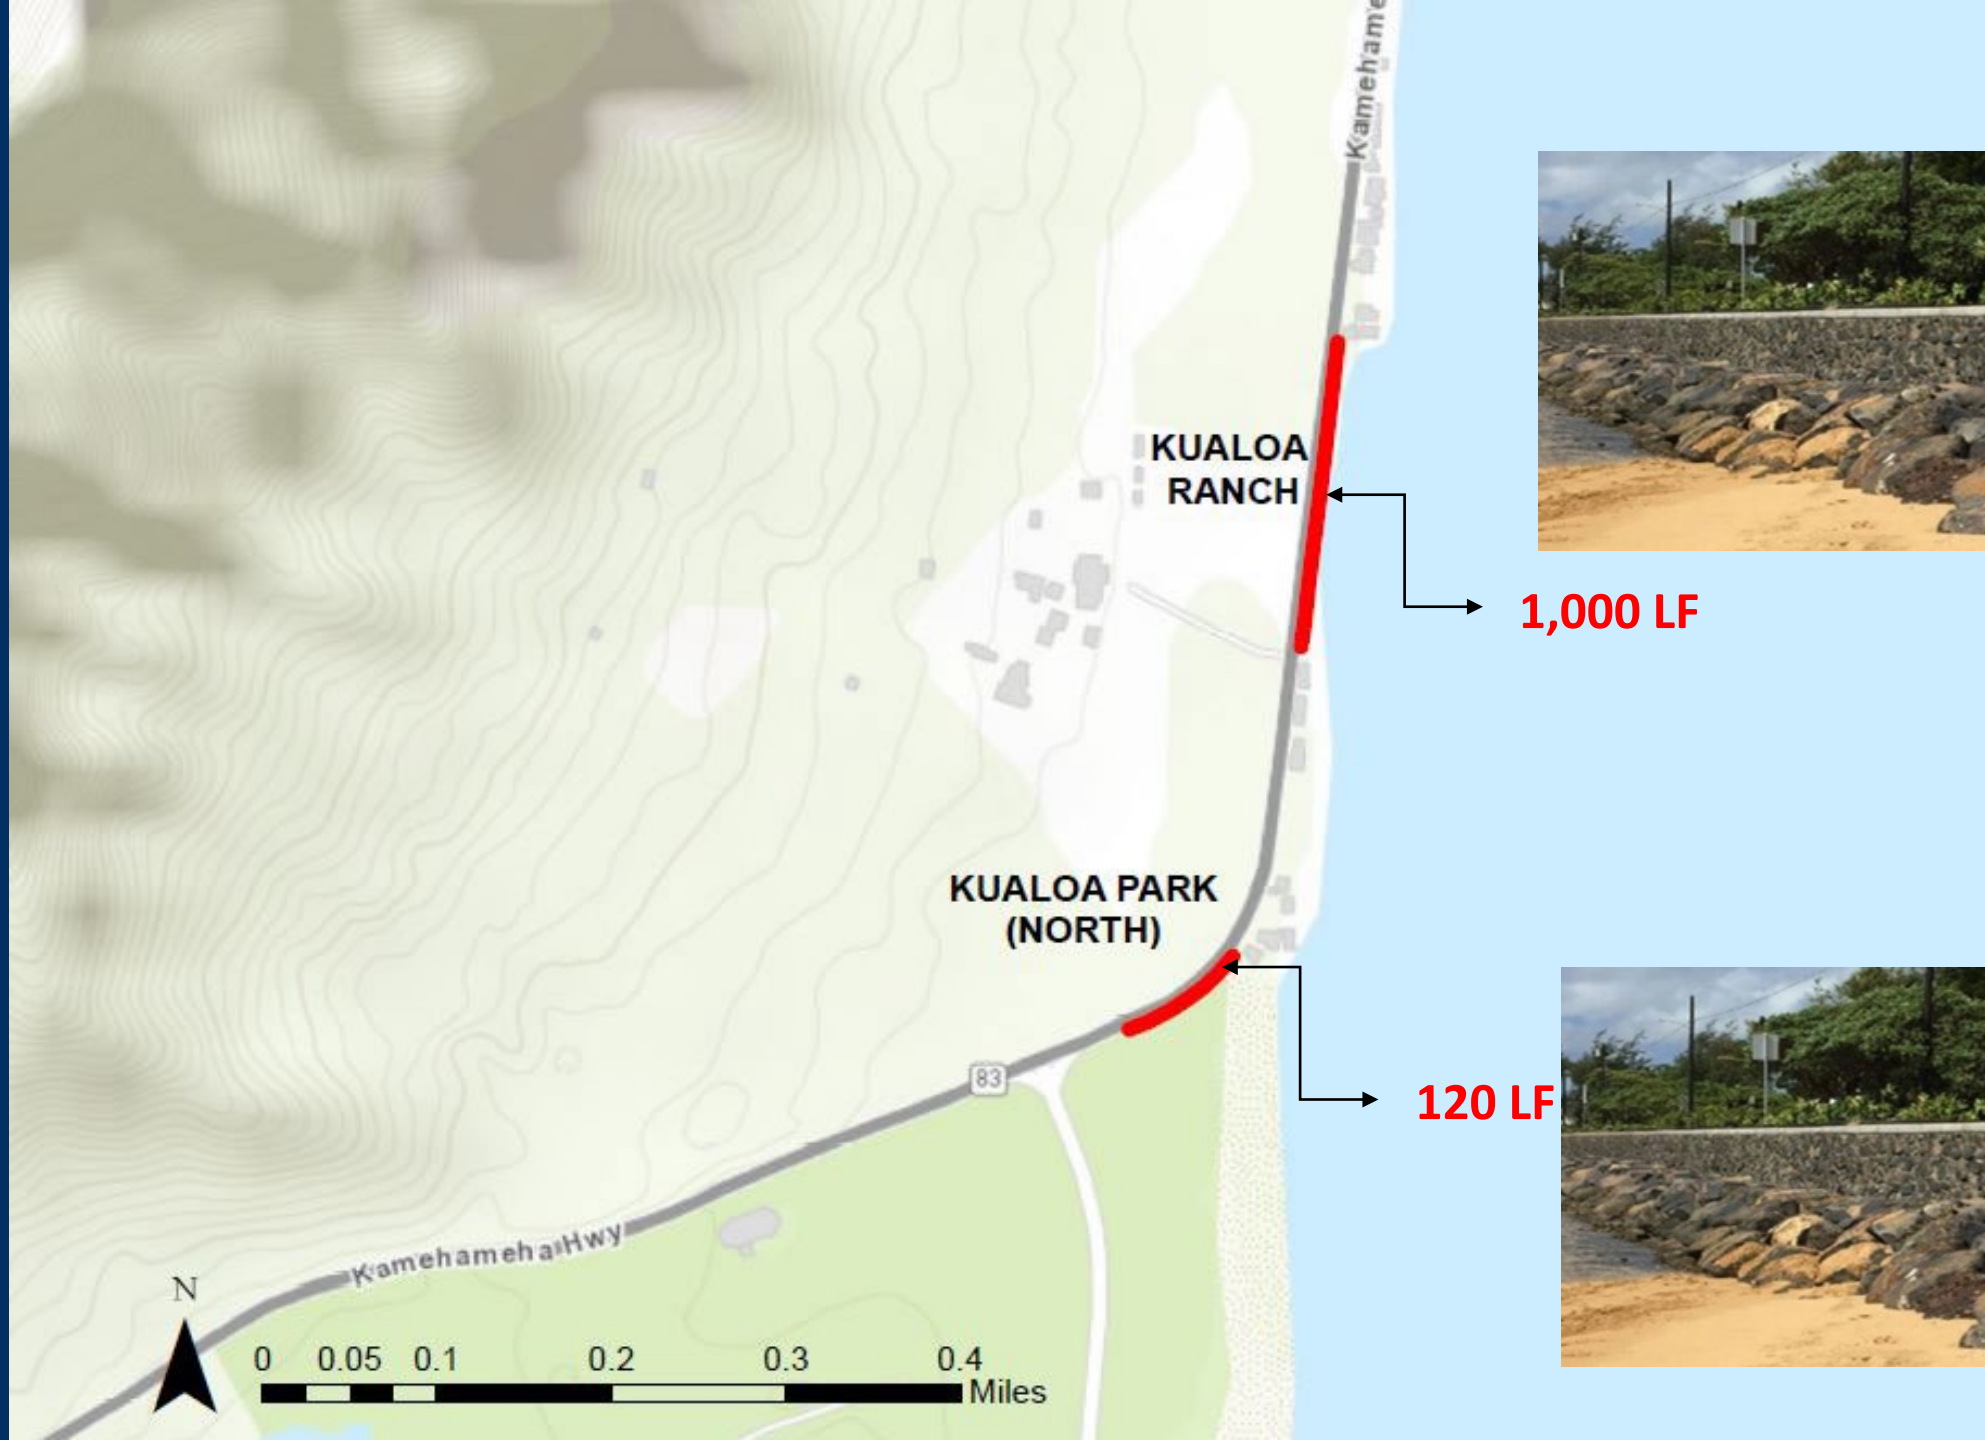 Kamehame
KUALOA
RANCH
1,000 LF
KUALOA PARK
(NORTH)
83
120 LF
Kamehameha Hwy
N
0 0.05 0.1 0.2 0.3 0.4
Miles